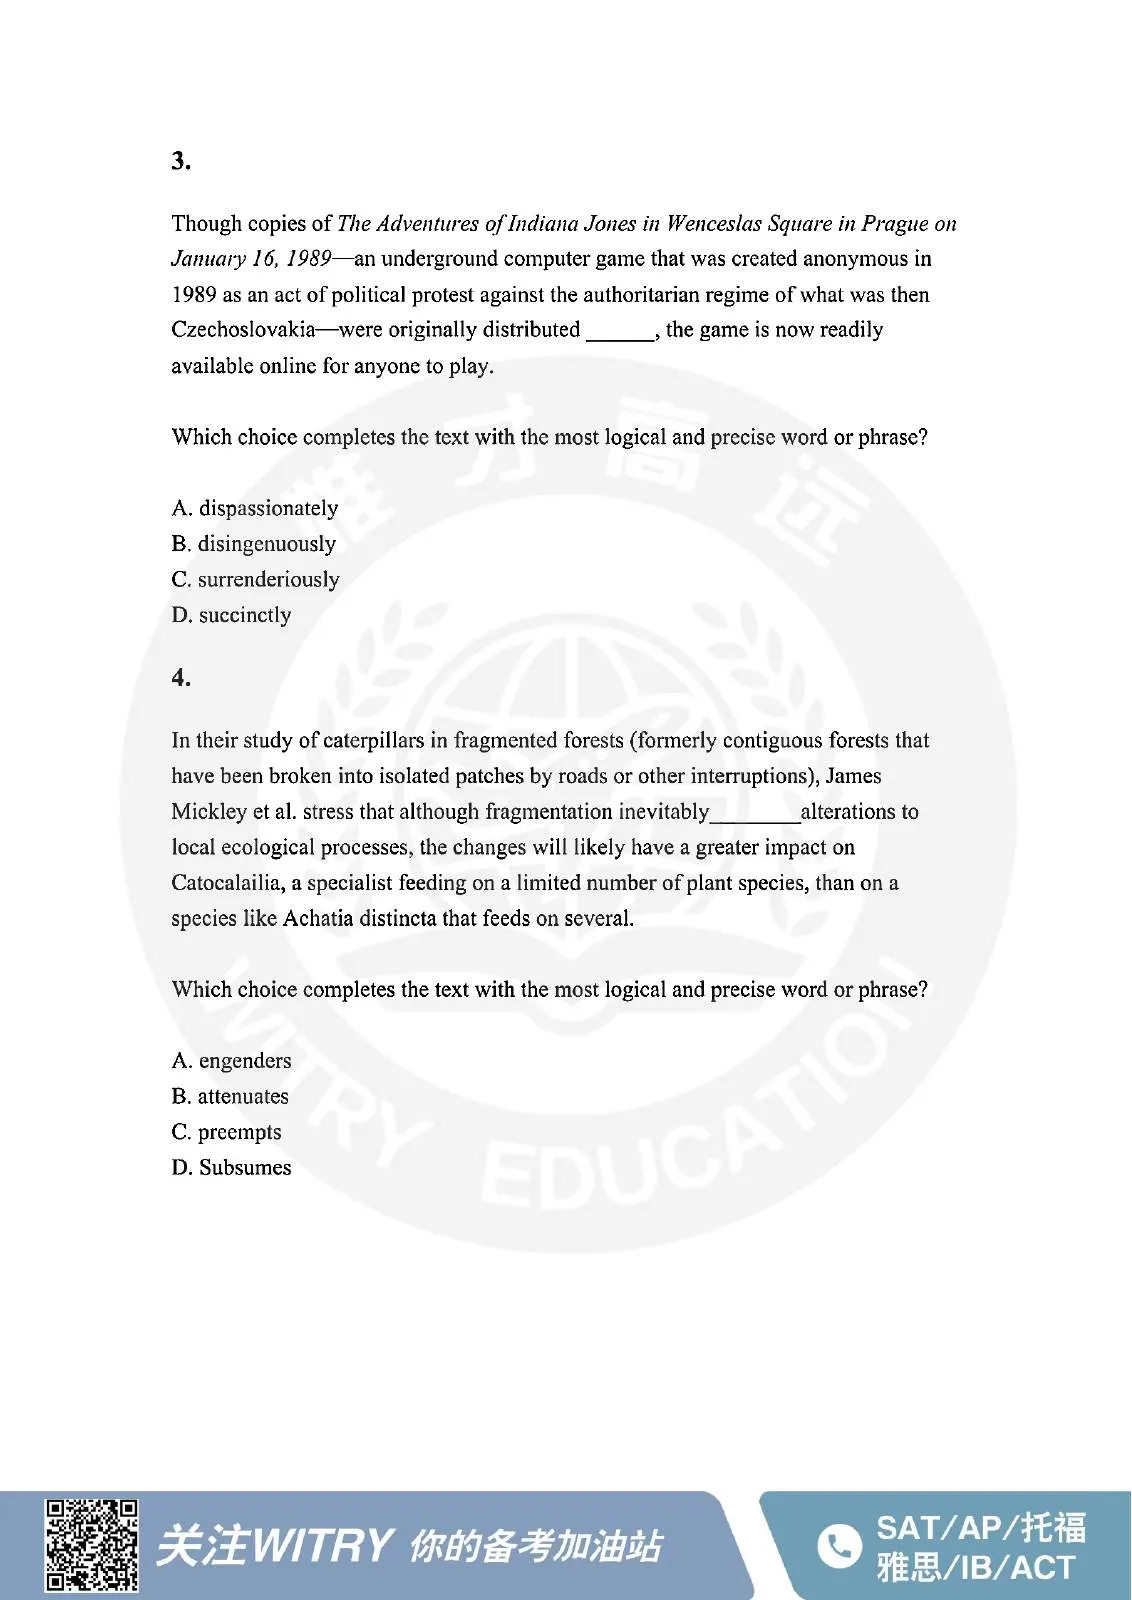 3.
Though copies of The Adventures of Indiana Jones in Wenceslas Square in Prague on
January 16, 1989—an underground computer game that was created anonymous in
1989 as an act of political protest against the authoritarian regime of what was then
Czechoslovakia—were originally distributed ______, the game is now readily
available online for anyone to play.
Which choice completes the text with the most logical and precise word or phrase?
A. dispassionately
B. disingenuously
C. surrenderiously
D. succinctly
4.
In their study of caterpillars in fragmented forests (formerly contiguous forests that
have been broken into isolated patches by roads or other interruptions), James
Mickley et al. stress that although fragmentation inevitably________alterations to
local ecological processes, the changes will likely have a greater impact on
Catocalailia, a specialist feeding on a limited number of plant species, than on a
species like Achatia distincta that feeds on several.
Which choice completes the text with the most logical and precise word or phrase?
A. engenders
B. attenuates
C. preempts
D. Subsumes
雅才高远
WITRY EDUCATION
关注WITRY 你的备考加油站
SAT/AP/托福
雅思/IB/ACT